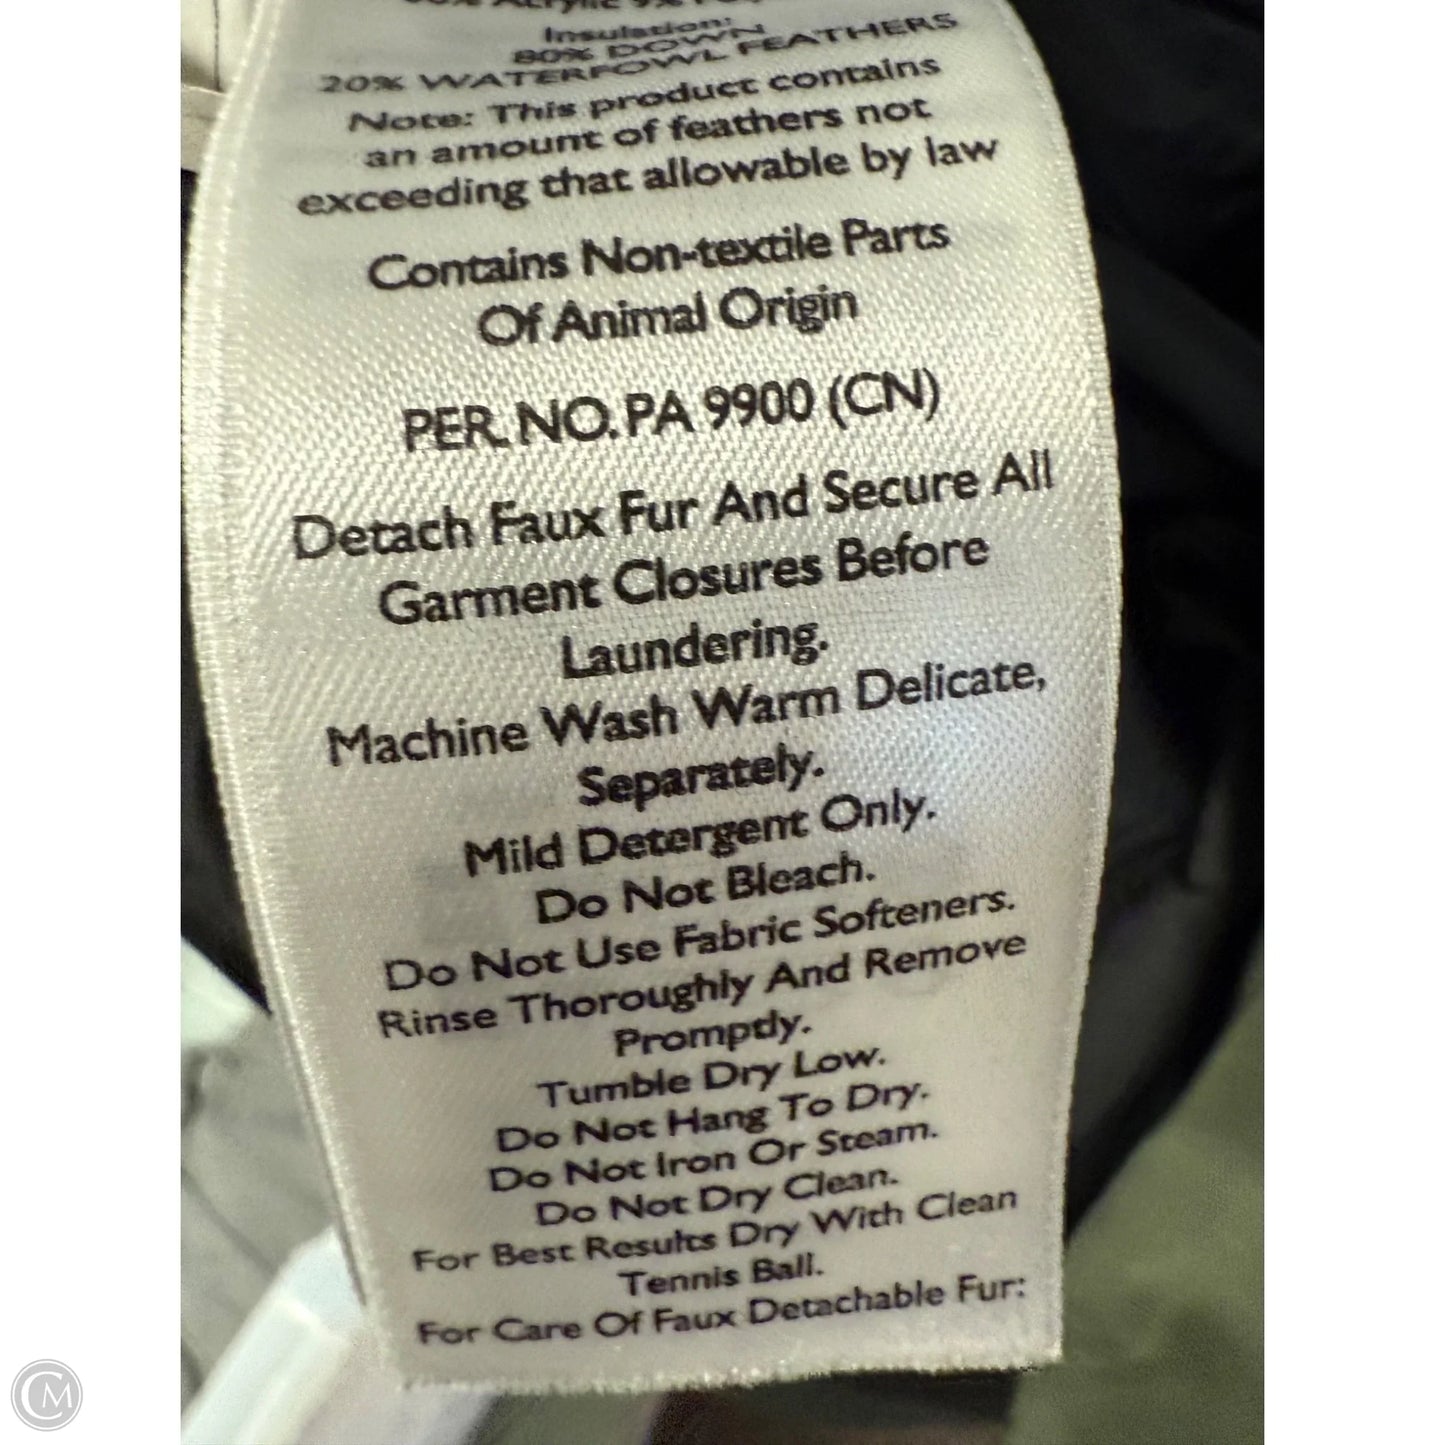 Acrylic 9%
Insulation:
80% DOWN
20% WATERFOWL FEATHERS
Note: This product contains
an amount of feathers not
exceeding that allowable by law
Contains Non-textile Parts
Of Animal Origin
PER. NO. PA 9900 (CN)
Detach Faux Fur And Secure All
Garment Closures Before
Laundering.
Machine Wash Warm Delicate,
Separately.
Mild Detergent Only.
Do Not Bleach.
Do Not Use Fabric Softeners.
Rinse Thoroughly And Remove
Promptly.
Tumble Dry Low.
Do Not Hang To Dry.
Do Not Iron Or Steam.
Do Not Dry Clean.
For Best Results Dry With Clean
Tennis Ball.
For Care Of Faux Detachable Fur:
CM